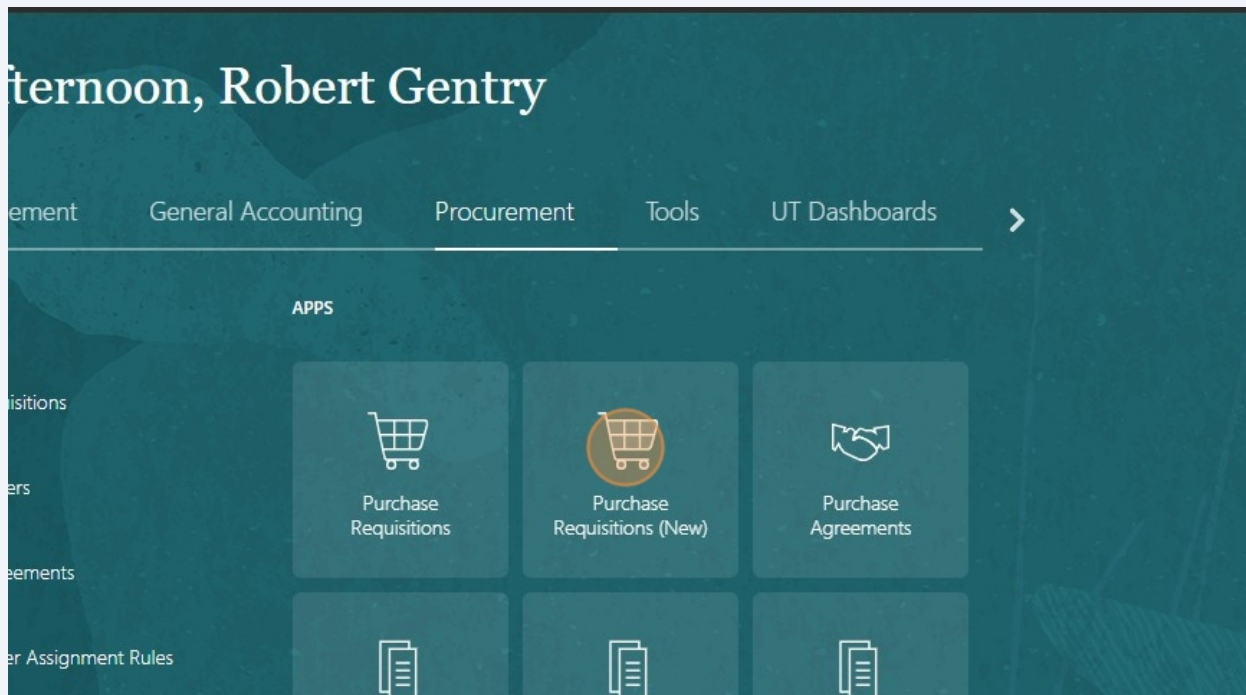 fternoon, Robert Gentry
ement General Accounting Procurement Tools UT Dashboards
APPS
isitions
ers
eements
er Assignment Rules
Purchase
Requisitions
Purchase
Requisitions (New)
Purchase
Agreements